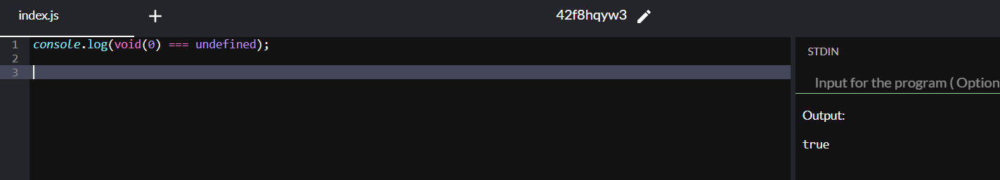 index.js + 42f8hqyw3
1 console.log(void(0) === undefined);
2
3
STDIN
Input for the program ( Option
Output:
true